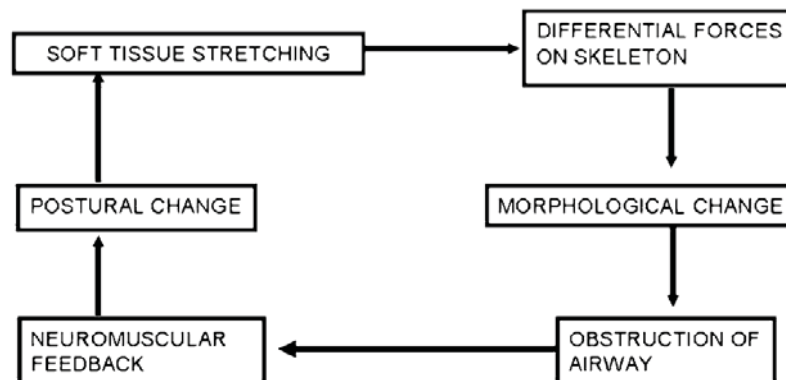 SOFT TISSUE STRETCHING
DIFFERENTIAL FORCES
ON SKELETON
POSTURAL CHANGE
MORPHOLOGICAL CHANGE
NEUROMUSCULAR
FEEDBACK
OBSTRUCTION OF
AIRWAY